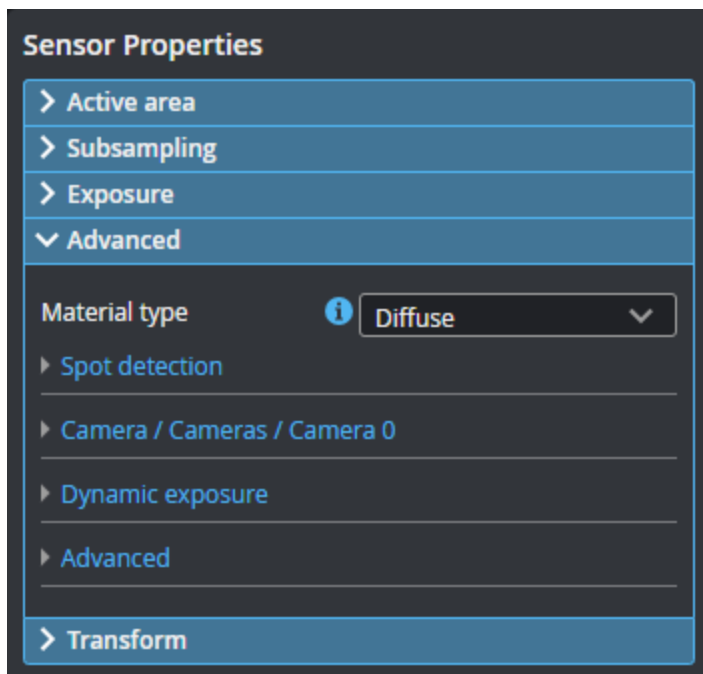 Sensor Properties
Active area
Subsampling
Exposure
Advanced
Material type i Diffuse
Spot detection
Camera / Cameras / Camera 0
Dynamic exposure
Advanced
Transform